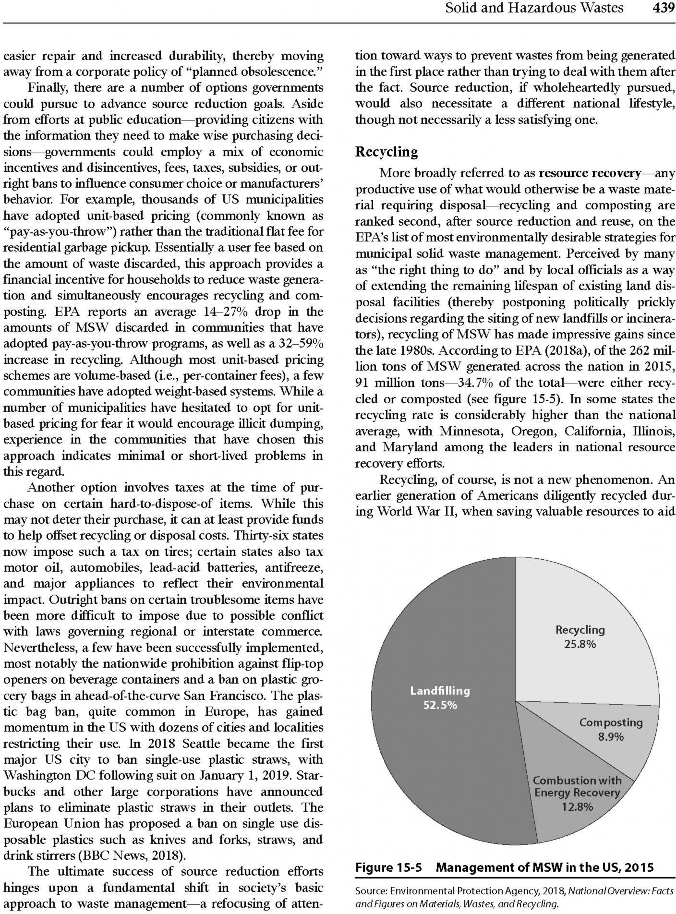 Solid and Hazardous Wastes 439
easier repair and increased durability, thereby moving
away from a corporate policy of “planned obsolescence.”
Finally, there are a number of options governments
could pursue to advance source reduction goals. Aside
from efforts at public education—providing citizens with
the information they need to make wise purchasing deci-
sions—governments could employ a mix of economic
incentives and disincentives, fees, taxes, subsidies, or out-
right bans to influence consumer choice or manufacturers’
behavior. For example, thousands of US municipalities
have adopted unit-based pricing (commonly known as
“pay-as-you-throw”) rather than the traditional flat fee for
residential garbage pickup. Essentially a user fee based on
the amount of waste discarded, this approach provides a
financial incentive for households to reduce waste genera-
tion and simultaneously encourages recycling and com-
posting. EPA reports an average 14–27% drop in the
amounts of MSW discarded in communities that have
adopted pay-as-you-throw programs, as well as a 32–59%
increase in recycling. Although most unit-based pricing
schemes are volume-based (i.e., per-container fees), a few
communities have adopted weight-based systems. While a
number of municipalities have hesitated to opt for unit-
based pricing for fear it would encourage illicit dumping,
experience in the communities that have chosen this
approach indicates minimal or short-lived problems in
this regard.
Another option involves taxes at the time of pur-
chase on certain hard-to-dispose-of items. While this
may not deter their purchase, it can at least provide funds
to help offset recycling or disposal costs. Thirty-six states
now impose such a tax on tires; certain states also tax
motor oil, automobiles, lead-acid batteries, antifreeze,
and major appliances to reflect their environmental
impact. Outright bans on certain troublesome items have
been more difficult to impose due to possible conflict
with laws governing regional or interstate commerce.
Nevertheless, a few have been successfully implemented,
most notably the nationwide prohibition against flip-top
openers on beverage containers and a ban on plastic gro-
cery bags in ahead-of-the-curve San Francisco. The plas-
tic bag ban, quite common in Europe, has gained
momentum in the US with dozens of cities and localities
restricting their use. In 2018 Seattle became the first
major US city to ban single-use plastic straws, with
Washington DC following suit on January 1, 2019. Star-
bucks and other large corporations have announced
plans to eliminate plastic straws in their outlets. The
European Union has proposed a ban on single use dis-
posable plastics such as knives and forks, straws, and
drink stirrers (BBC News, 2018).
The ultimate success of source reduction efforts
hinges upon a fundamental shift in society’s basic
approach to waste management—a refocusing of atten-
tion toward ways to prevent wastes from being generated
in the first place rather than trying to deal with them after
the fact. Source reduction, if wholeheartedly pursued,
would also necessitate a different national lifestyle,
though not necessarily a less satisfying one.
Recycling
More broadly referred to as resource recovery—any
productive use of what would otherwise be a waste mate-
rial requiring disposal—recycling and composting are
ranked second, after source reduction and reuse, on the
EPA’s list of most environmentally desirable strategies for
municipal solid waste management. Perceived by many
as “the right thing to do” and by local officials as a way
of extending the remaining lifespan of existing land dis-
posal facilities (thereby postponing politically prickly
decisions regarding the siting of new landfills or incinera-
tors), recycling of MSW has made impressive gains since
the late 1980s. According to EPA (2018a), of the 262 mil-
lion tons of MSW generated across the nation in 2015,
91 million tons—34.7% of the total—were either recy-
cled or composted (see figure 15-5). In some states the
recycling rate is considerably higher than the national
average, with Minnesota, Oregon, California, Illinois,
and Maryland among the leaders in national resource
recovery efforts.
Recycling, of course, is not a new phenomenon. An
earlier generation of Americans diligently recycled dur-
ing World War II, when saving valuable resources to aid
Recycling
25.8%
Landfilling
52.5%
Composting
8.9%
Combustion with
Energy Recovery
12.8%
Figure 15-5 Management of MSW in the US, 2015
Source: Environmental Protection Agency, 2018, National Overview: Facts
and Figures on Materials, Wastes, and Recycling.